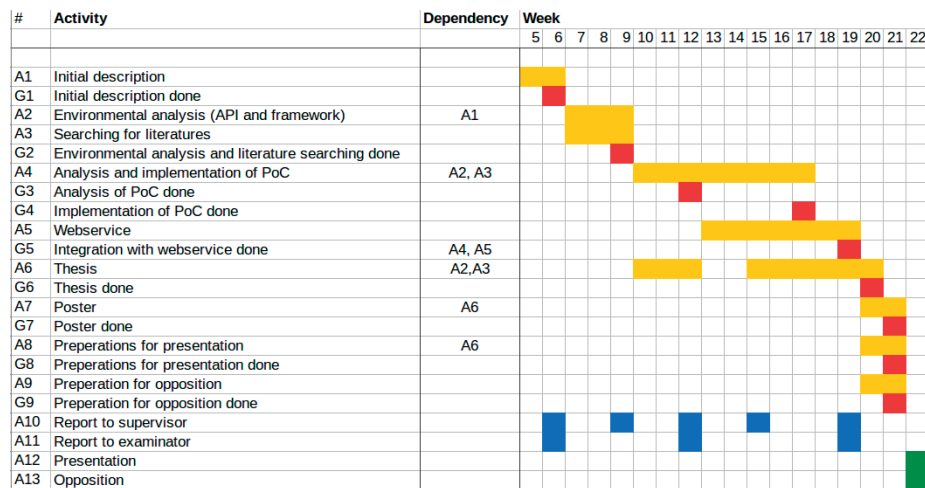 # Activity Dependency Week
5 6 7 8 9 10 11 12 13 14 15 16 17 18 19 20 21 22
A1 Initial description
G1 Initial description done
A2 Environmental analysis (API and framework) A1
A3 Searching for literatures
G2 Environmental analysis and literature searching done
A4 Analysis and implementation of PoC A2, A3
G3 Analysis of PoC done
G4 Implementation of PoC done
A5 Webservice
G5 Integration with webservice done A4, A5
A6 Thesis A2,A3
G6 Thesis done
A7 Poster A6
G7 Poster done
A8 Preperations for presentation A6
G8 Preperations for presentation done
A9 Preperation for opposition
G9 Preperation for opposition done
A10 Report to supervisor
A11 Report to examinator
A12 Presentation
A13 Opposition